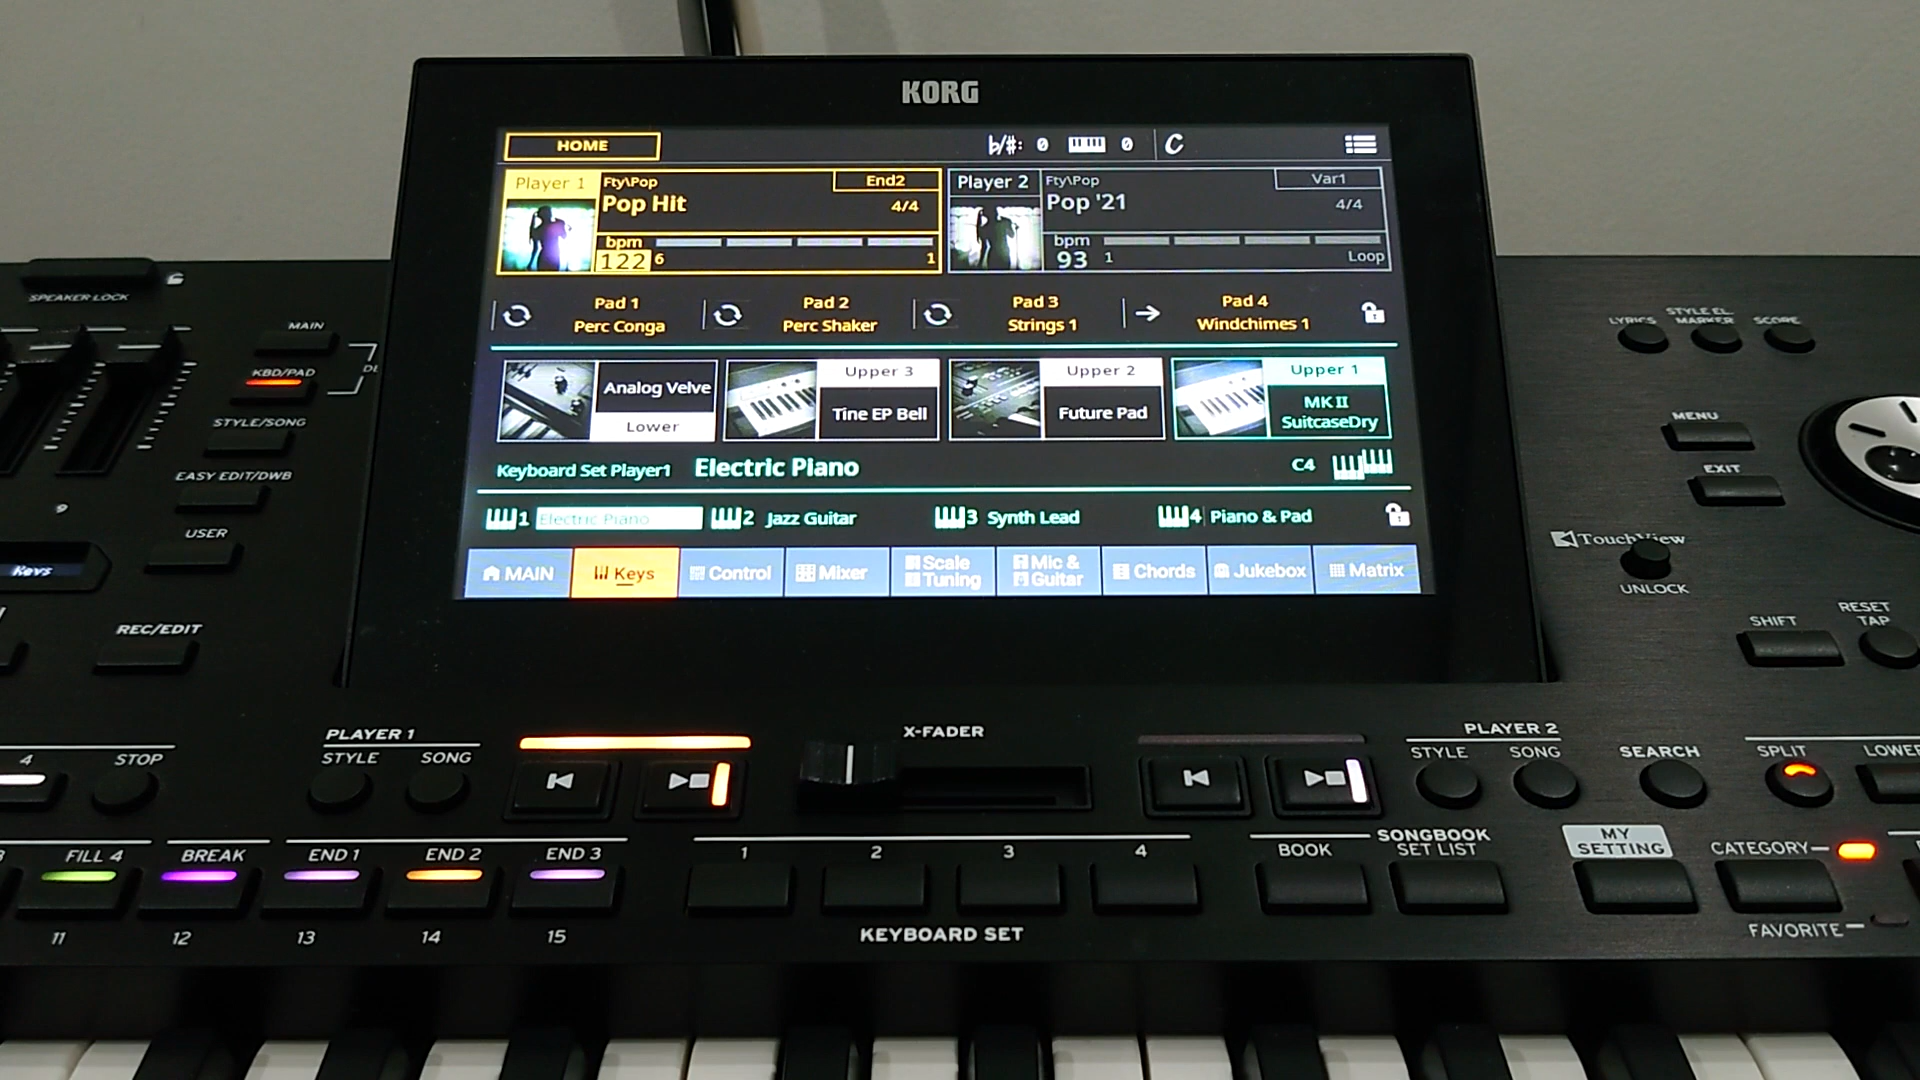 KORG
HOME
b/#: 0 0 C
Player 1
Fty\Pop
End2
Pop Hit
4/4
bpm
122
6
1
Player 2
Fty\Pop
Var1
Pop '21
4/4
bpm
93
1
Loop
Pad 1
Perc Conga
Pad 2
Perc Shaker
Pad 3
Strings 1
Pad 4
Windchimes 1
Analog Velve
Lower
Upper 3
Tine EP Bell
Upper 2
Future Pad
Upper 1
MK II
SuitcaseDry
Keyboard Set Player1
Electric Piano
C4
1 Electric Piano
2 Jazz Guitar
3 Synth Lead
4 Piano & Pad
MAIN
Keys
Control
Mixer
Scale
Tuning
Mic &
Guitar
Chords
Jukebox
Matrix
SPEAKER LOCK
MAIN
KBD/PAD
STYLE/SONG
EASY EDIT/DWB
USER
9
Keys
REC/EDIT
LYRICS
STYLE EL.
MARKER
SCORE
MENU
EXIT
TouchView
UNLOCK
SHIFT
RESET
TAP
4
STOP
PLAYER 1
STYLE
SONG
X-FADER
PLAYER 2
STYLE
SONG
SEARCH
SPLIT
LOWER
FILL 4
BREAK
END 1
END 2
END 3
1
2
3
4
BOOK
SONGBOOK
SET LIST
MY
SETTING
CATEGORY
11
12
13
14
15
KEYBOARD SET
FAVORITE